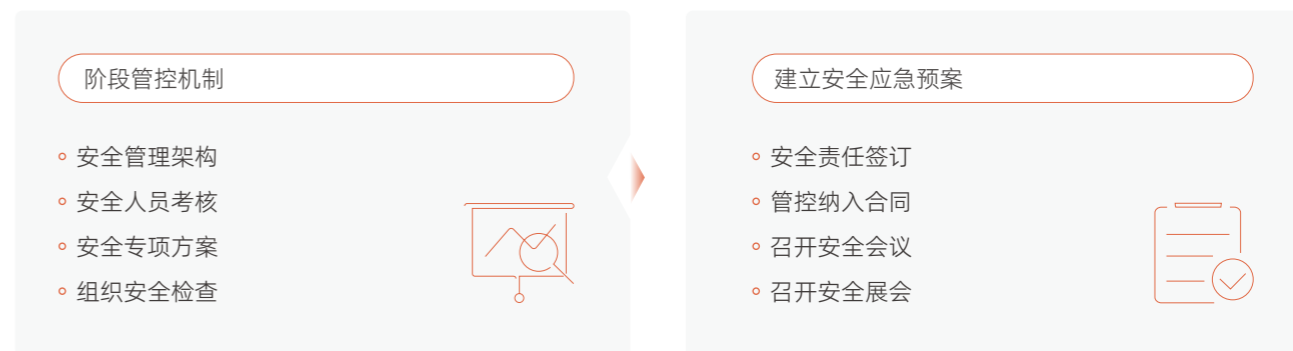 阶段管控机制
安全管理架构
安全人员考核
安全专项方案
组织安全检查
建立安全应急预案
安全责任签订
管控纳入合同
召开安全会议
召开安全展会